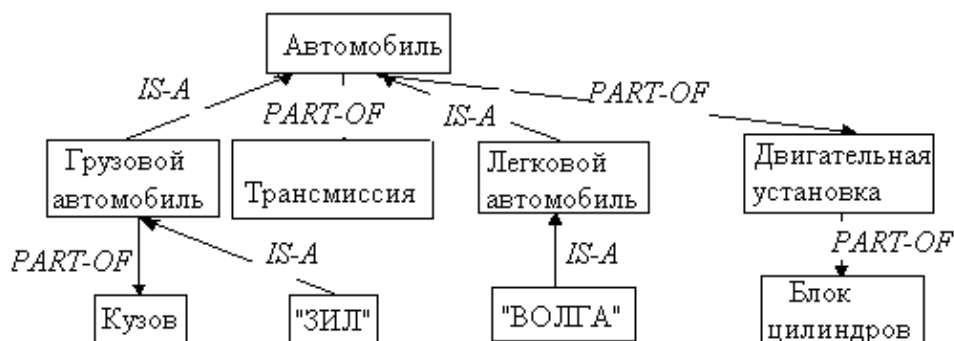 Автомобиль
IS-A
PART-OF
IS-A
PART-OF
Грузовой
автомобиль
Трансмиссия
Легковой
автомобиль
Двигательная
установка
PART-OF
IS-A
IS-A
PART-OF
Кузов
"ЗИЛ"
"ВОЛГА"
Блок
цилиндров